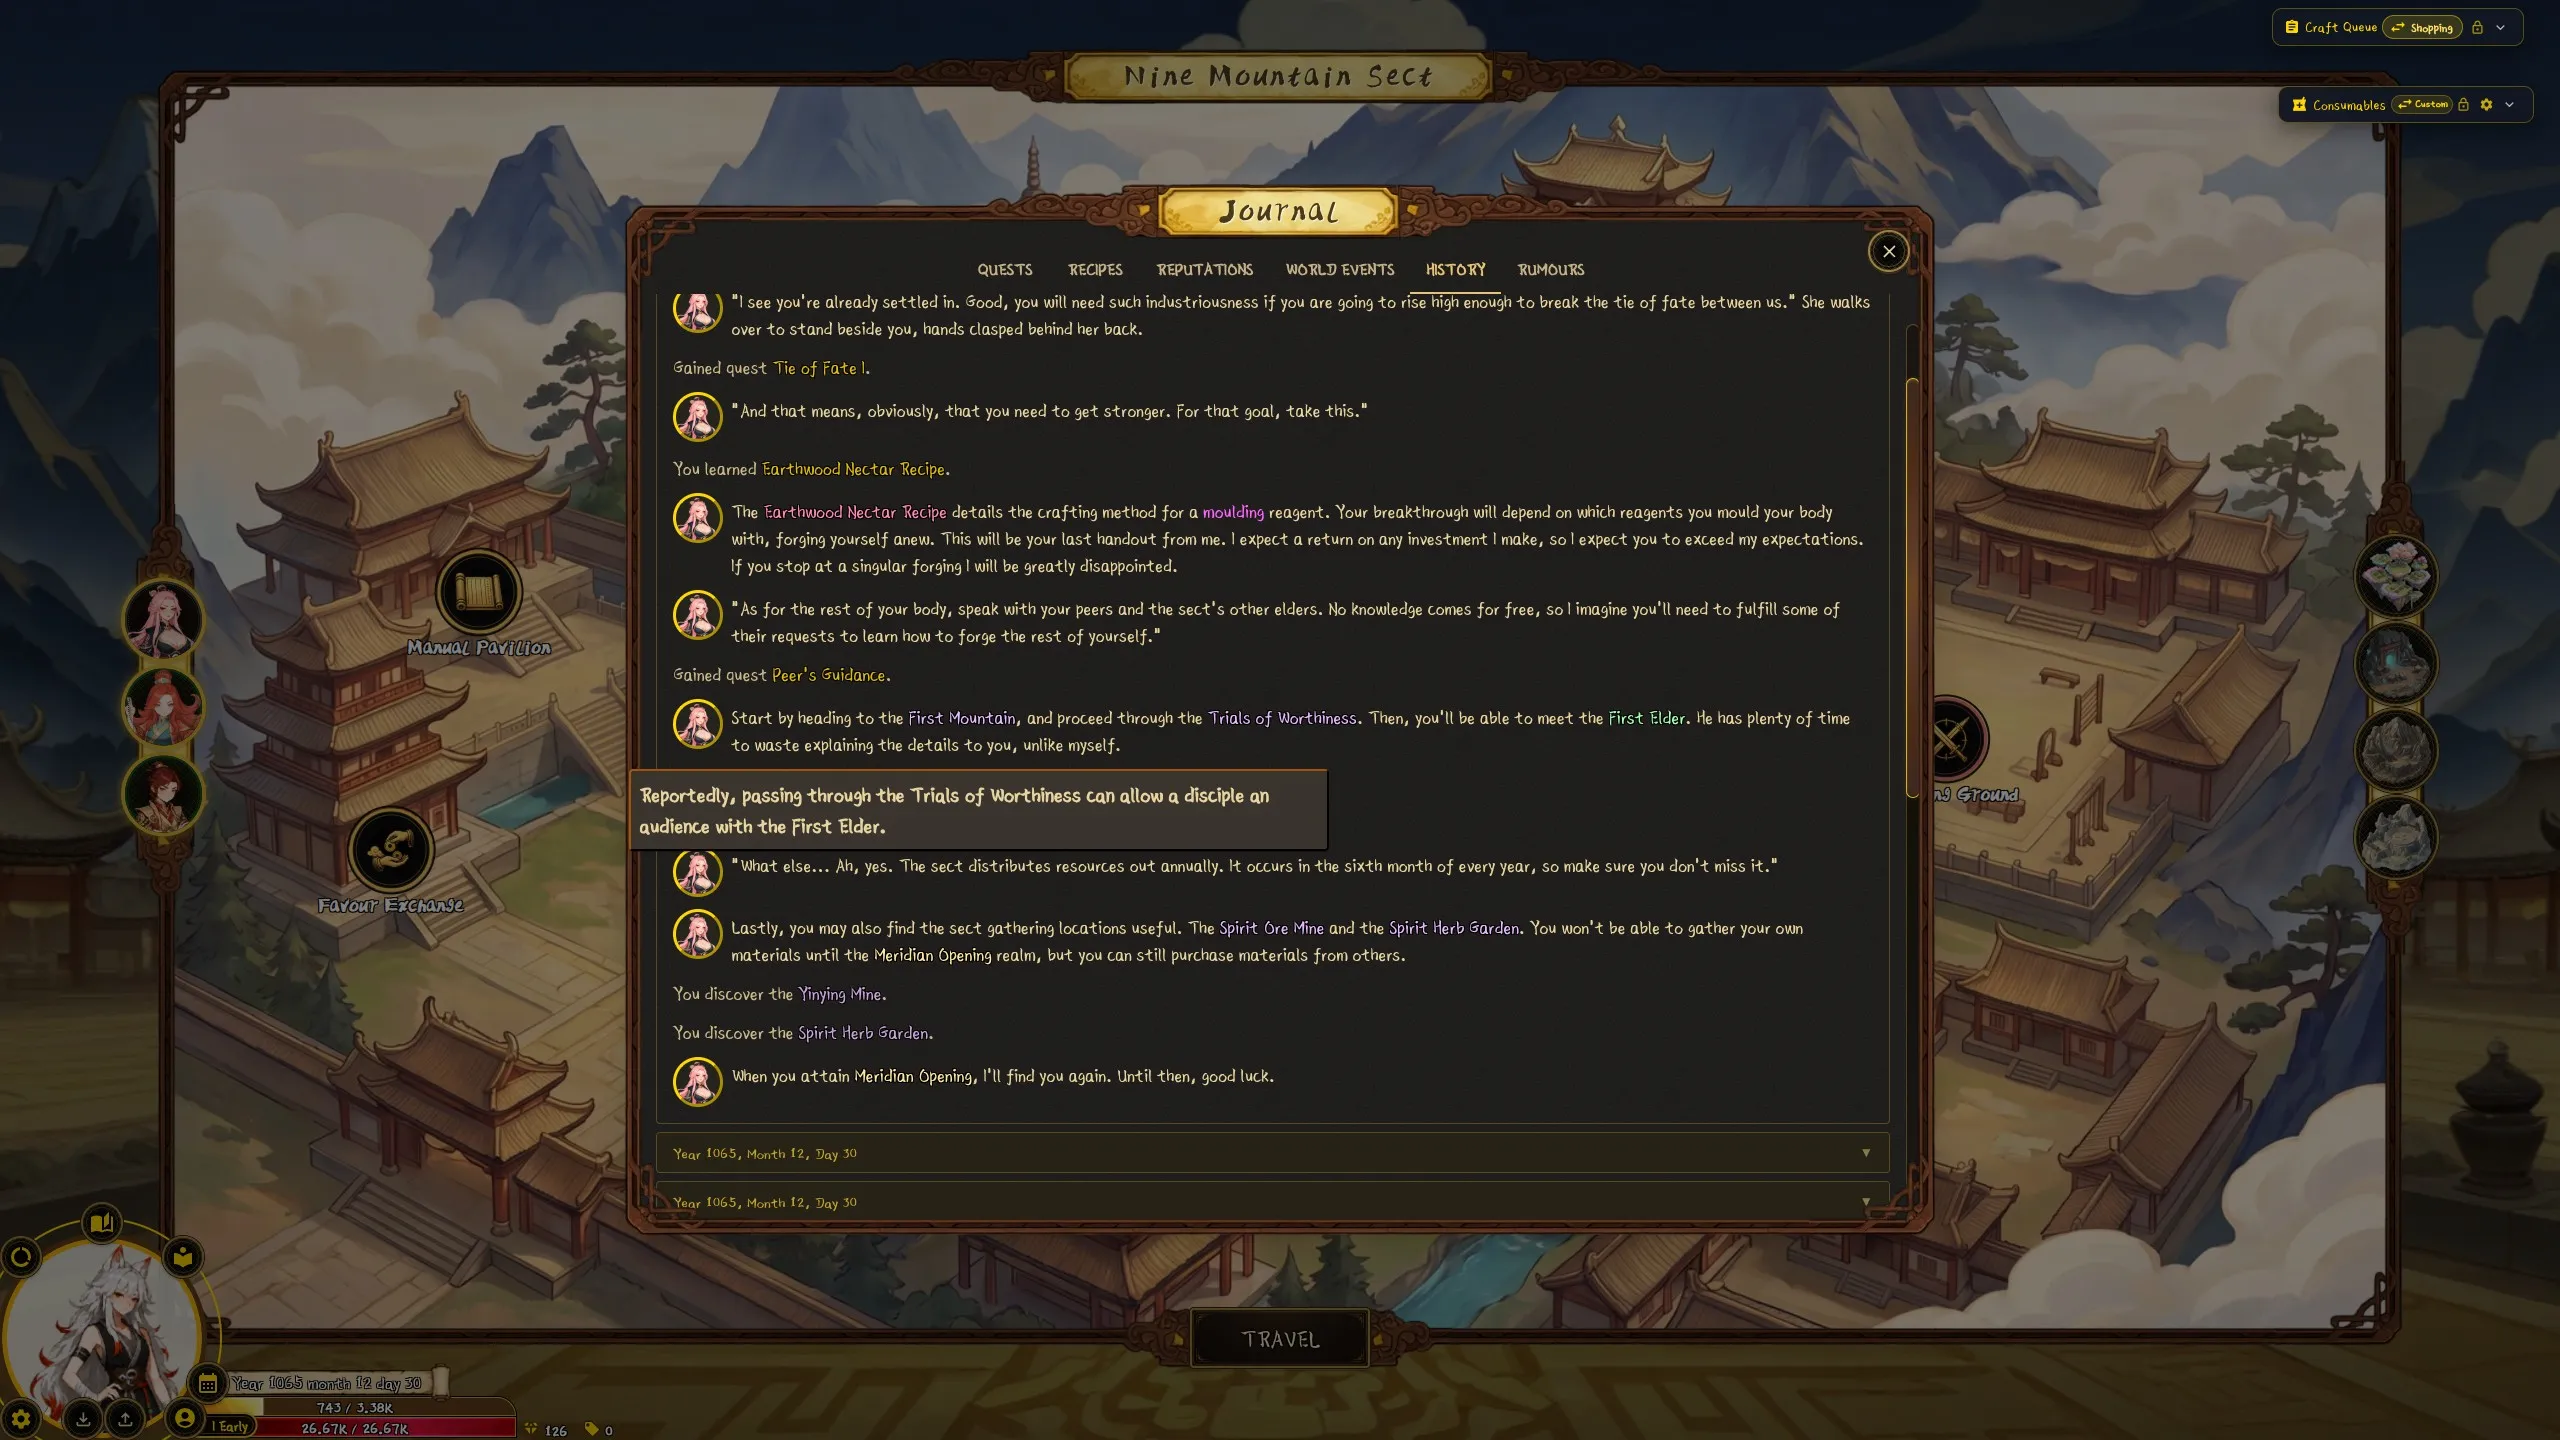 Craft Queue Shopping
Nine Mountain Sect
Consumables Custom
Journal
QUESTS RECIPES REPUTATIONS WORLD EVENTS HISTORY RUMOURS
"I see you're already settled in. Good, you will need such industriousness if you are going to rise high enough to break the tie of fate between us." She walks
over to stand beside you, hands clasped behind her back.
Gained quest Tie of Fate I.
"And that means, obviously, that you need to get stronger. For that goal, take this."
You learned Earthwood Nectar Recipe.
The Earthwood Nectar Recipe details the crafting method for a moulding reagent. Your breakthrough will depend on which reagents you mould your body
with, forging yourself anew. This will be your last handout from me. I expect a return on any investment I make, so I expect you to exceed my expectations.
If you stop at a singular forging I will be greatly disappointed.
"As for the rest of your body, speak with your peers and the sect's other elders. No knowledge comes for free, so I imagine you'll need to fulfill some of
their requests to learn how to forge the rest of yourself."
Gained quest Peer's Guidance.
Start by heading to the First Mountain, and proceed through the Trials of Worthiness. Then, you'll be able to meet the First Elder. He has plenty of time
to waste explaining the details to you, unlike myself.
Reportedly, passing through the Trials of Worthiness can allow a disciple an
audience with the First Elder.
"What else... Ah, yes. The sect distributes resources out annually. It occurs in the sixth month of every year, so make sure you don't miss it."
Lastly, you may also find the sect gathering locations useful. The Spirit Ore Mine and the Spirit Herb Garden. You won't be able to gather your own
materials until the Meridian Opening realm, but you can still purchase materials from others.
You discover the Yinying Mine.
You discover the Spirit Herb Garden.
When you attain Meridian Opening, I'll find you again. Until then, good luck.
Year 1065, Month 12, Day 30
Year 1065, Month 12, Day 30
Manual Pavilion
Favour Exchange
ng Ground
TRAVEL
Year 1065 month 12 day 30
743 / 3.38K
I Early
26.67K / 26.67K
126
0